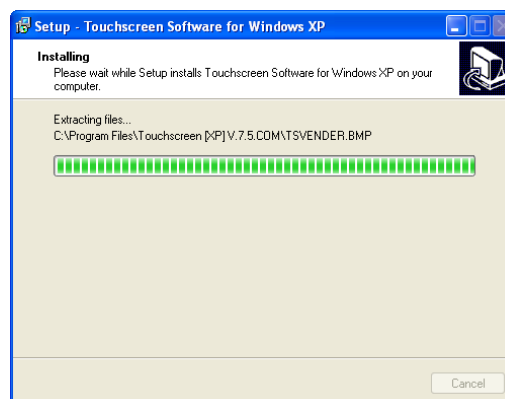 Setup - Touchscreen Software for Windows XP
Installing
Please wait while Setup installs Touchscreen Software for Windows XP on your
computer.
Extracting files...
C:\Program Files\Touchscreen [XP] V.7.5.COM\TSVENDER.BMP
Cancel